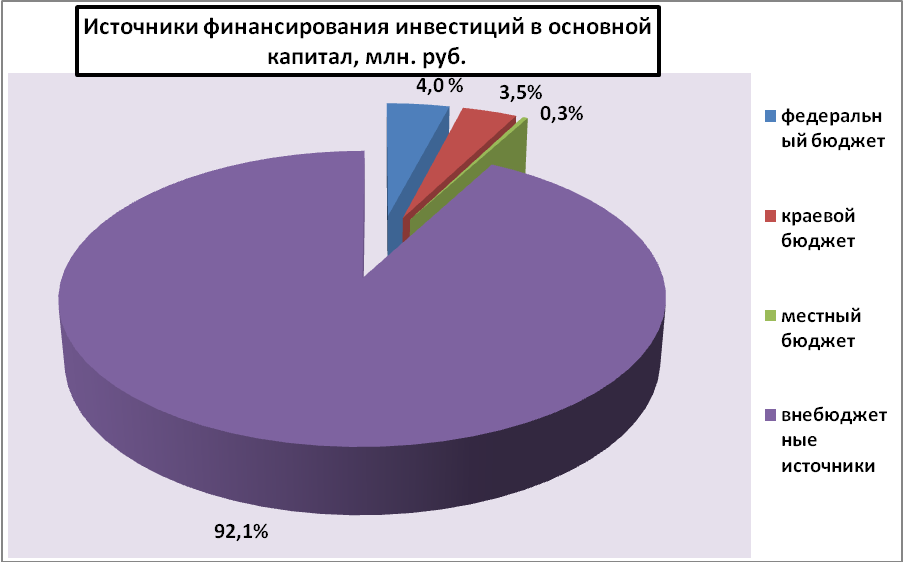 Источники финансирования инвестиций в основной
капитал, млн. руб.
4,0 %
3,5%
0,3%
92,1%
федеральн
ый бюджет
краевой
бюджет
местный
бюджет
внебюджет
ные
источники